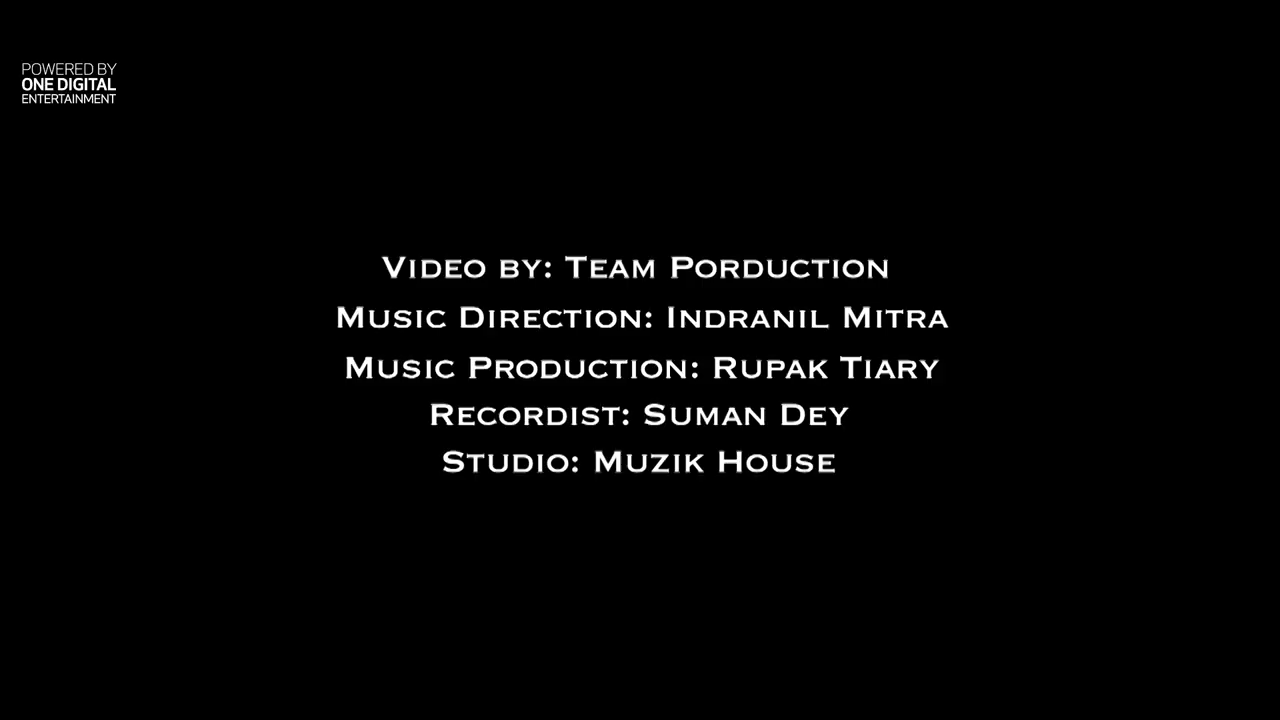 POWERED BY
ONE DIGITAL
ENTERTAINMENT
VIDEO BY: TEAM PORDUCTION
MUSIC DIRECTION: INDRANIL MITRA
MUSIC PRODUCTION: RUPAK TIARY
RECORDIST: SUMAN DEY
STUDIO: MUZIK HOUSE